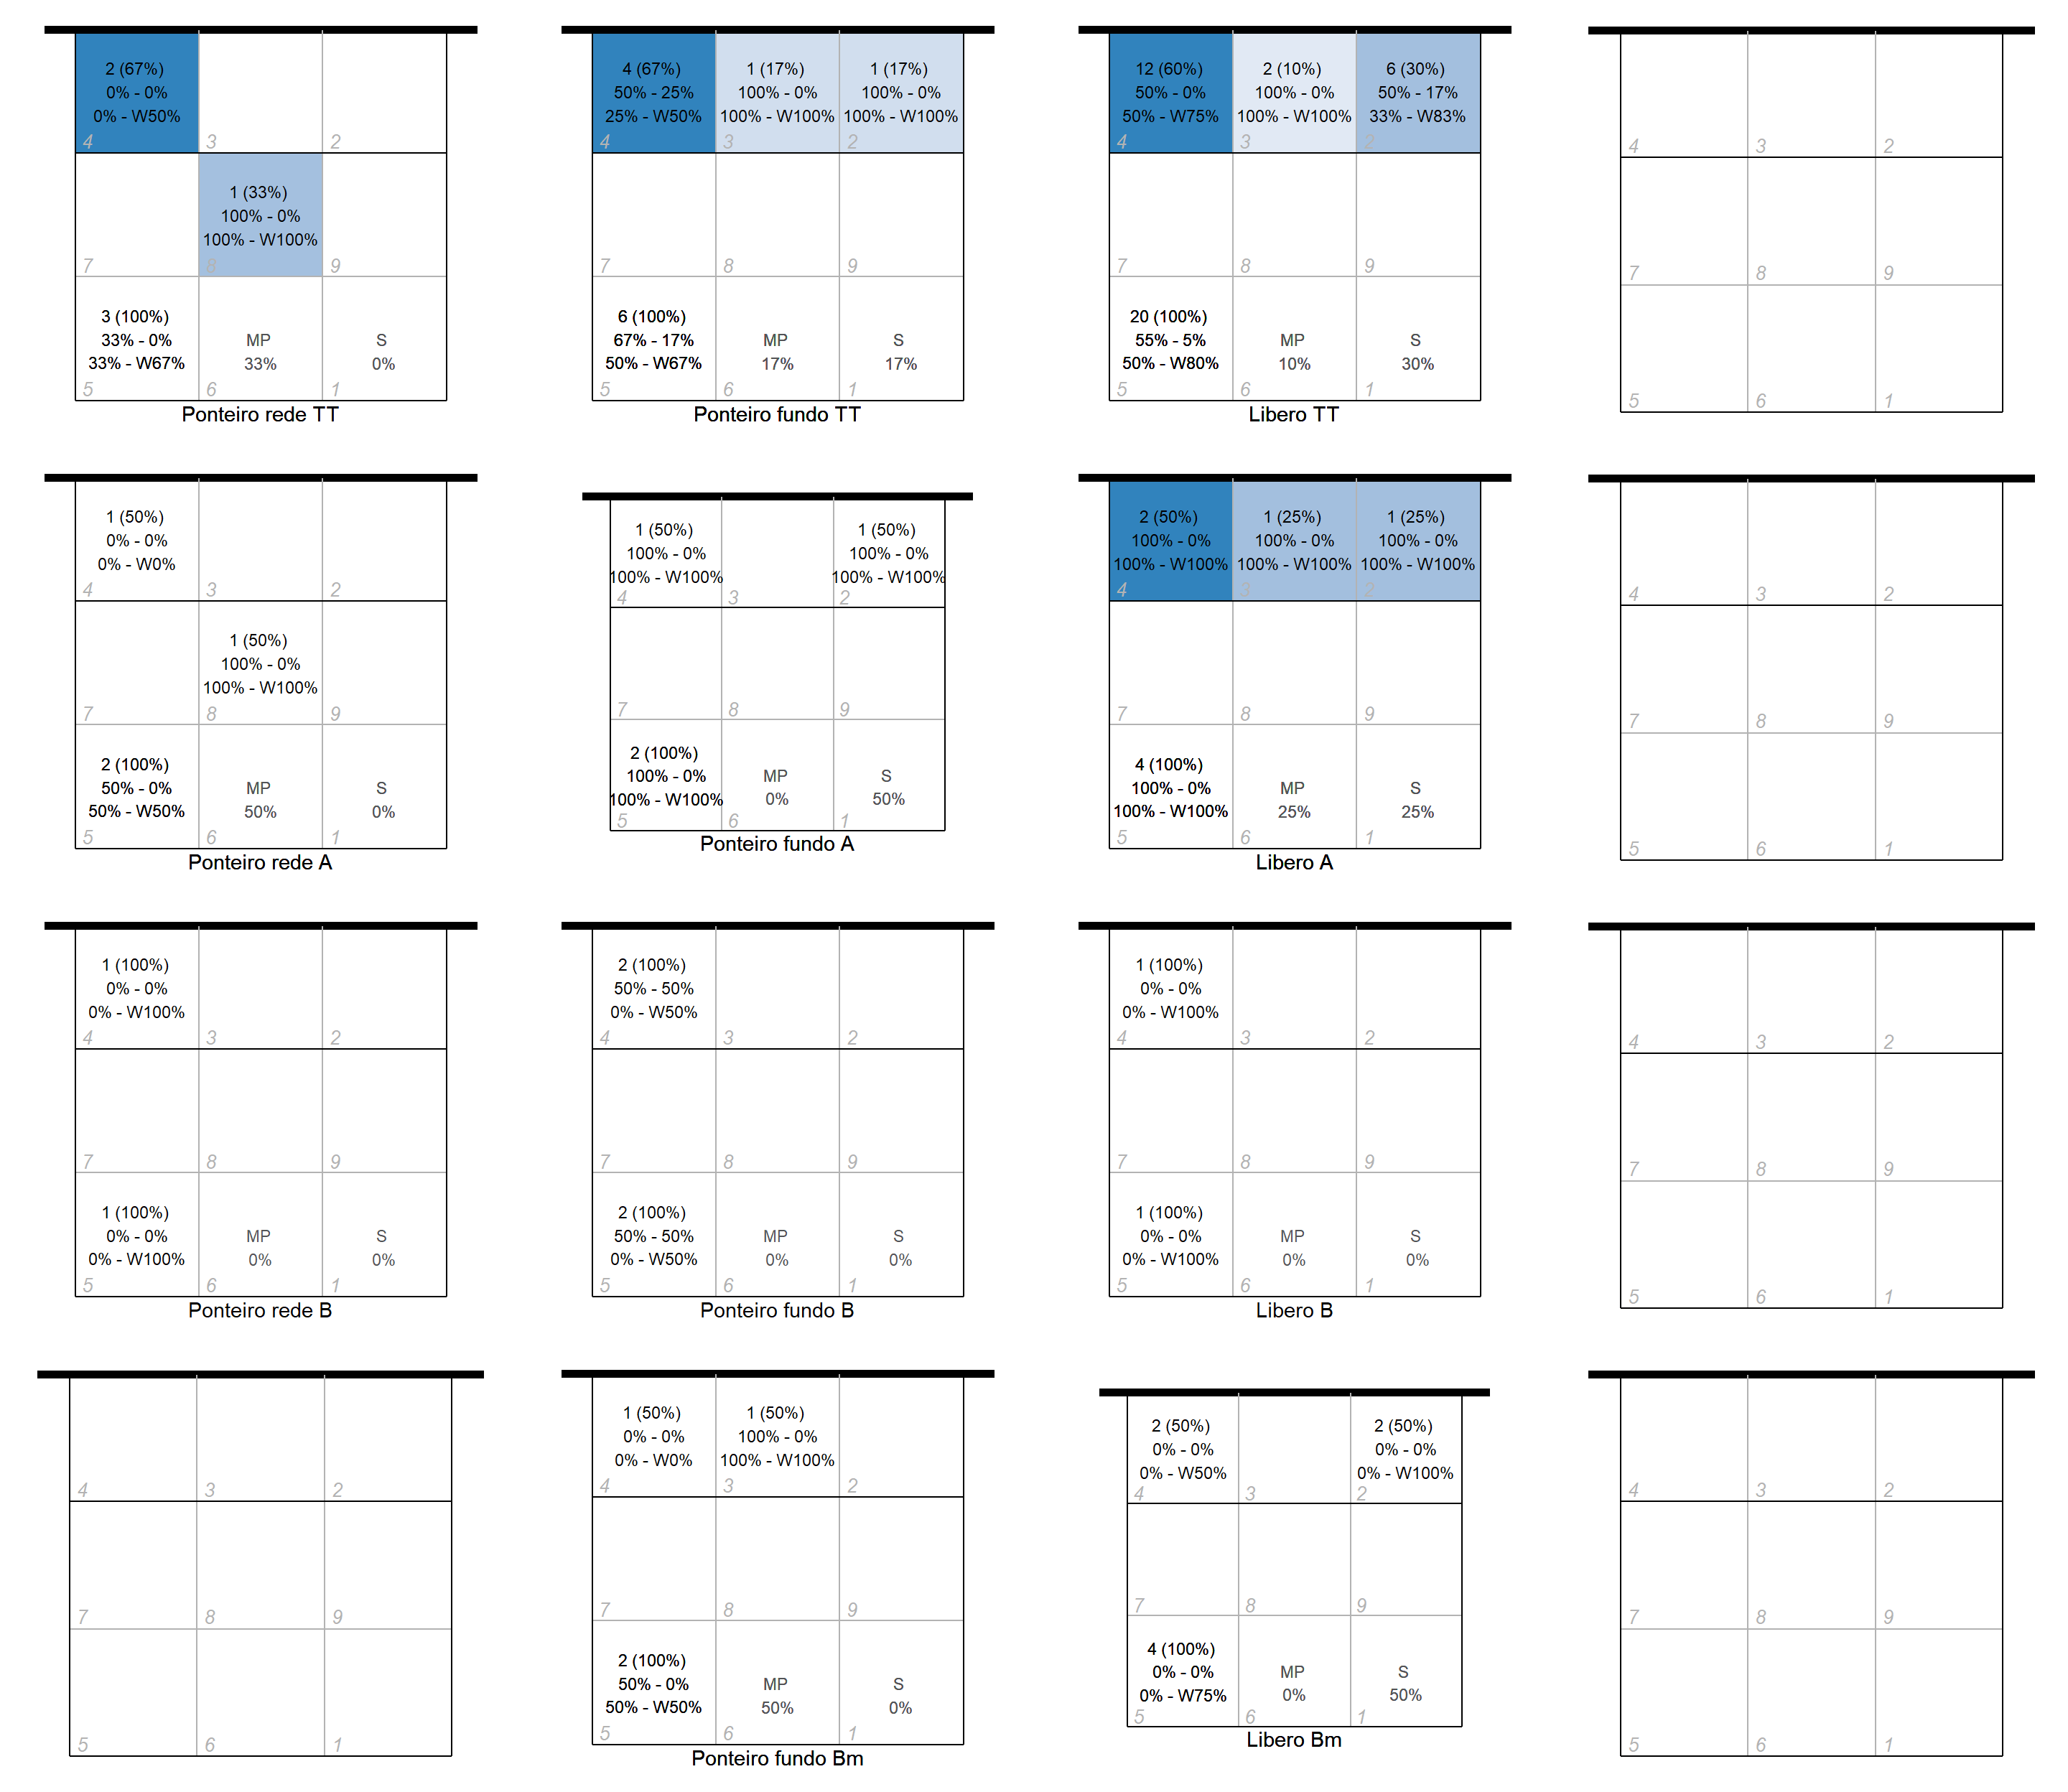 2 (67%)
0% - 0%
0% - W50%
4
3
2
1 (33%)
100% - 0%
100% - W100%
7
8
9
3 (100%)
33% - 0%
33% - W67%
MP
33%
S
0%
5
6
1
Ponteiro rede TT
4 (67%)
50% - 25%
25% - W50%
1 (17%)
100% - 0%
100% - W100%
1 (17%)
100% - 0%
100% - W100%
4
3
2
7
8
9
6 (100%)
67% - 17%
50% - W67%
MP
17%
S
17%
5
6
1
Ponteiro fundo TT
12 (60%)
50% - 0%
50% - W75%
2 (10%)
100% - 0%
100% - W100%
6 (30%)
50% - 17%
33% - W83%
4
3
2
7
8
9
20 (100%)
55% - 5%
50% - W80%
MP
10%
S
30%
5
6
1
Libero TT
4
3
2
7
8
9
5
6
1
1 (50%)
0% - 0%
0% - W0%
4
3
2
1 (50%)
100% - 0%
100% - W100%
7
8
9
2 (100%)
50% - 0%
50% - W50%
MP
50%
S
0%
5
6
1
Ponteiro rede A
1 (50%)
100% - 0%
100% - W100%
1 (50%)
100% - 0%
100% - W100%
4
3
2
7
8
9
2 (100%)
100% - 0%
100% - W100%
MP
0%
S
50%
5
6
1
Ponteiro fundo A
2 (50%)
100% - 0%
100% - W100%
1 (25%)
100% - 0%
100% - W100%
1 (25%)
100% - 0%
100% - W100%
4
3
2
7
8
9
4 (100%)
100% - 0%
100% - W100%
MP
25%
S
25%
5
6
1
Libero A
4
3
2
7
8
9
5
6
1
1 (100%)
0% - 0%
0% - W100%
4
3
2
7
8
9
1 (100%)
0% - 0%
0% - W100%
MP
0%
S
0%
5
6
1
Ponteiro rede B
2 (100%)
50% - 50%
0% - W50%
4
3
2
7
8
9
2 (100%)
50% - 50%
0% - W50%
MP
0%
S
0%
5
6
1
Ponteiro fundo B
1 (100%)
0% - 0%
0% - W100%
4
3
2
7
8
9
1 (100%)
0% - 0%
0% - W100%
MP
0%
S
0%
5
6
1
Libero B
4
3
2
7
8
9
5
6
1
4
3
2
7
8
9
5
6
1
1 (50%)
0% - 0%
0% - W0%
1 (50%)
100% - 0%
100% - W100%
4
3
2
7
8
9
2 (100%)
50% - 0%
50% - W50%
MP
50%
S
0%
5
6
1
Ponteiro fundo Bm
2 (50%)
0% - 0%
0% - W50%
2 (50%)
0% - 0%
0% - W100%
4
3
2
7
8
9
4 (100%)
0% - 0%
0% - W75%
MP
0%
S
50%
5
6
1
Libero Bm
4
3
2
7
8
9
5
6
1